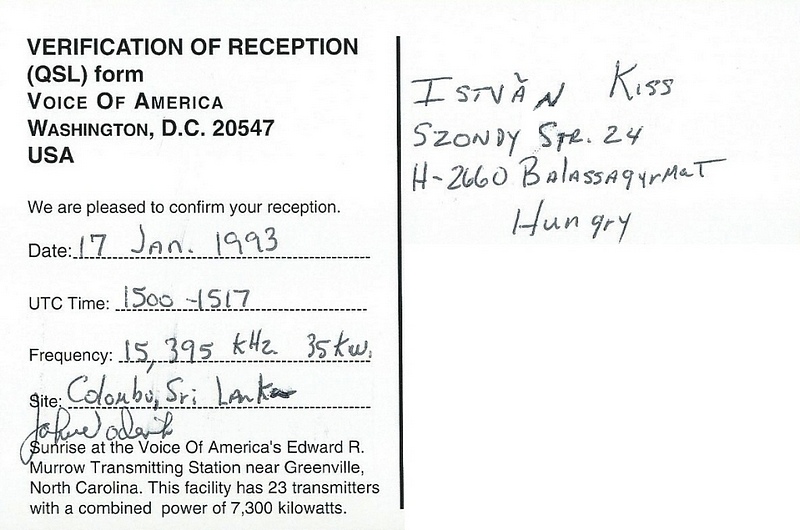 VERIFICATION OF RECEPTION
(QSL) form
VOICE OF AMERICA
WASHINGTON, D.C. 20547
USA
We are pleased to confirm your reception.
Date: 17 Jan. 1993
UTC Time: 1500-1517
Frequency: 15,395 kHz 35kw.
Site: Colombo, Sri Lanka
Sunrise at the Voice Of America's Edward R.
Murrow Transmitting Station near Greenville,
North Carolina. This facility has 23 transmitters
with a combined power of 7,300 kilowatts.
ISTVÀN KISS
SZONDY STR. 24
H-2660 BalassagyrmaT
Hungry